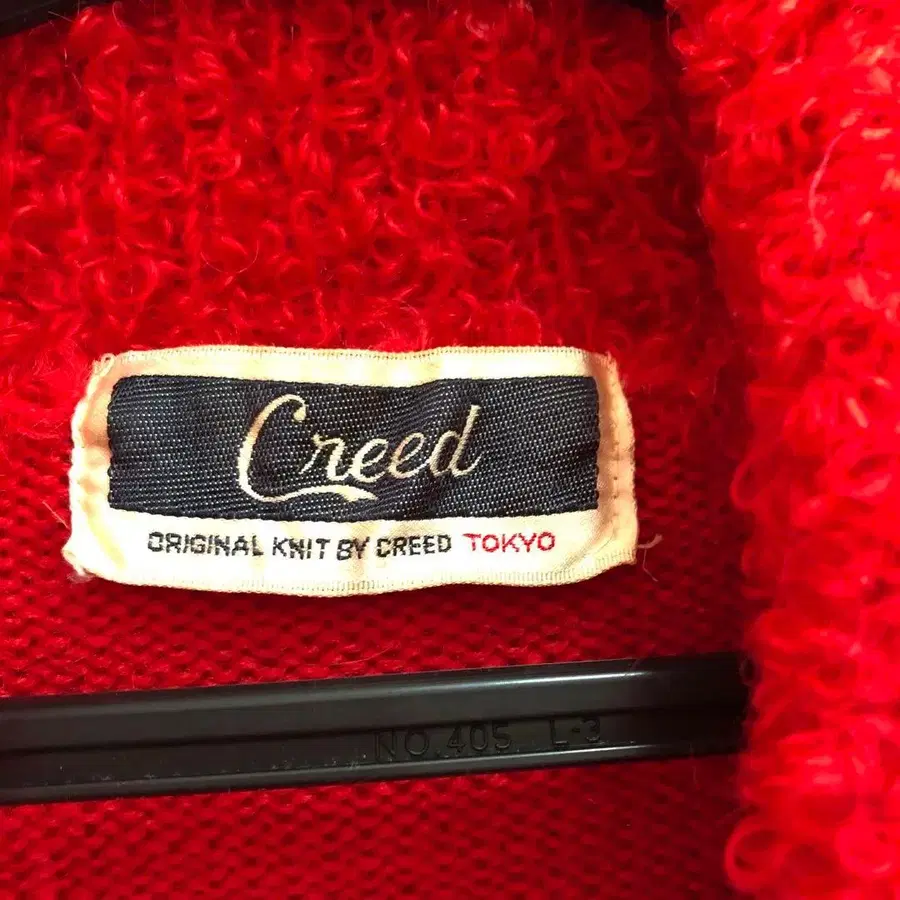 Creed
ORIGINAL KNIT BY CREED TOKYO
NO.405 L-3